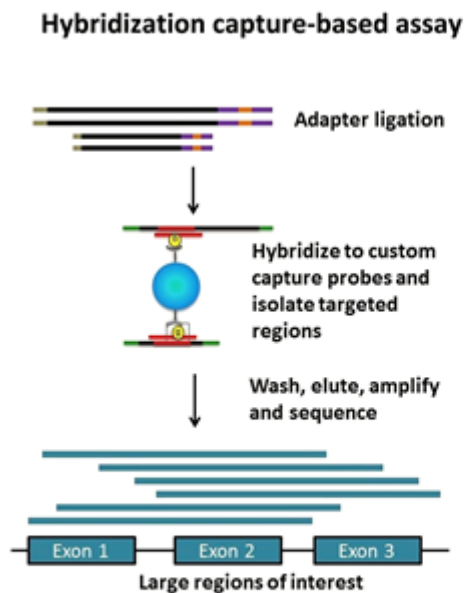 Hybridization capture-based assay
Adapter ligation
Hybridize to custom
capture probes and
isolate targeted
regions
Wash, elute, amplify
and sequence
Exon 1 Exon 2 Exon 3
Large regions of interest